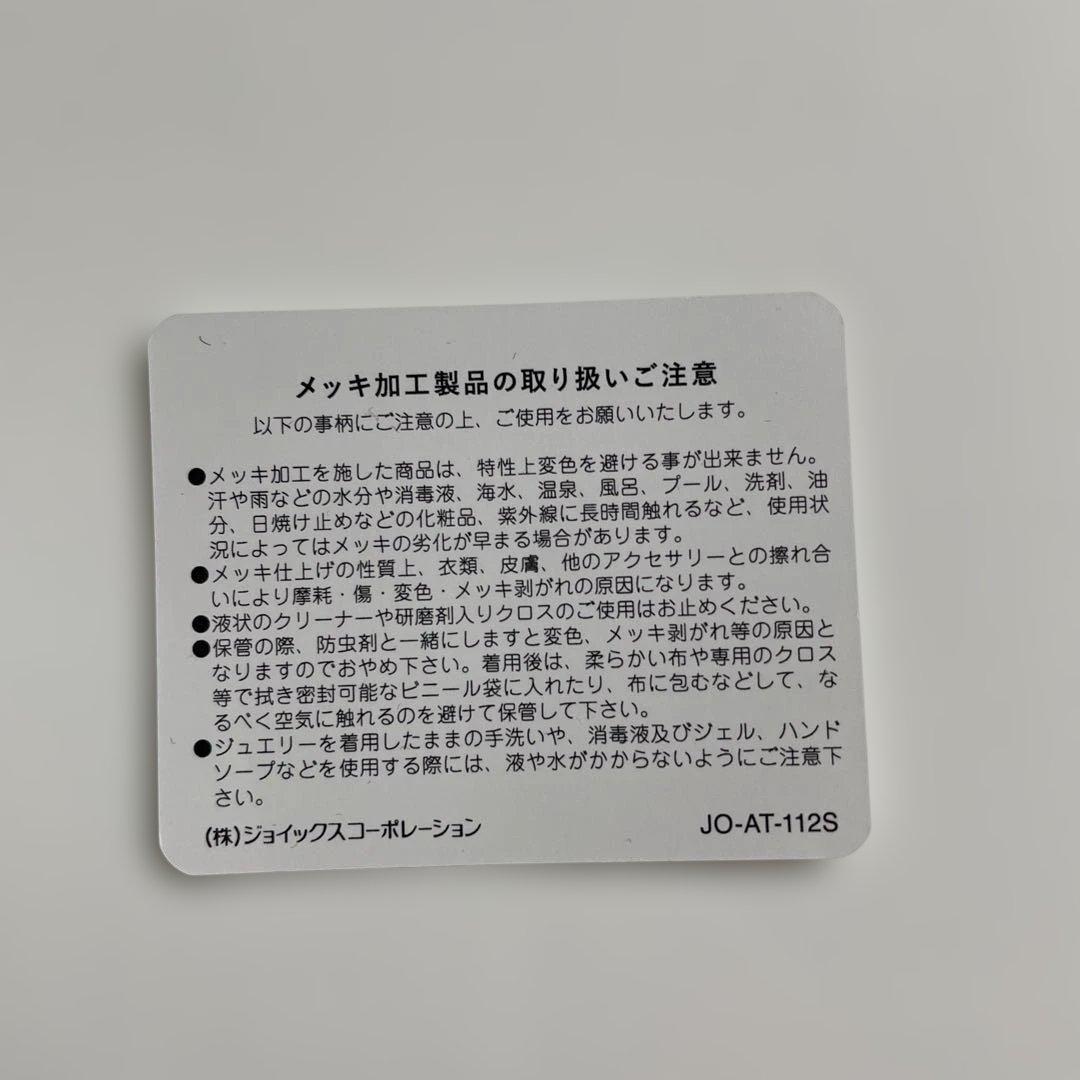 メッキ加工製品の取り扱いご注意
以下の事柄にご注意の上、ご使用をお願いいたします。
●メッキ加工を施した商品は、特性上変色を避ける事が出来ません。
汗や雨などの水分や消毒液、海水、温泉、風呂、プール、洗剤、油
分、日焼け止めなどの化粧品、紫外線に長時間触れるなど、使用状
況によってはメッキの劣化が早まる場合があります。
●メッキ仕上げの性質上、衣類、皮膚、他のアクセサリーとの擦れ合
いにより摩耗・傷・変色・メッキ剥がれの原因になります。
●液状のクリーナーや研磨剤入りクロスのご使用はお止めください。
●保管の際、防虫剤と一緒にしますと変色、メッキ剥がれ等の原因と
なりますのでおやめ下さい。着用後は、柔らかい布や専用のクロス
等で拭き密封可能なビニール袋に入れたり、布に包むなどして、な
るべく空気に触れるのを避けて保管して下さい。
●ジュエリーを着用したままの手洗いや、消毒液及びジェル、ハンド
ソープなどを使用する際には、液や水がかからないようにご注意下
さい。
(株)ジョイックスコーポレーション JO-AT-112S